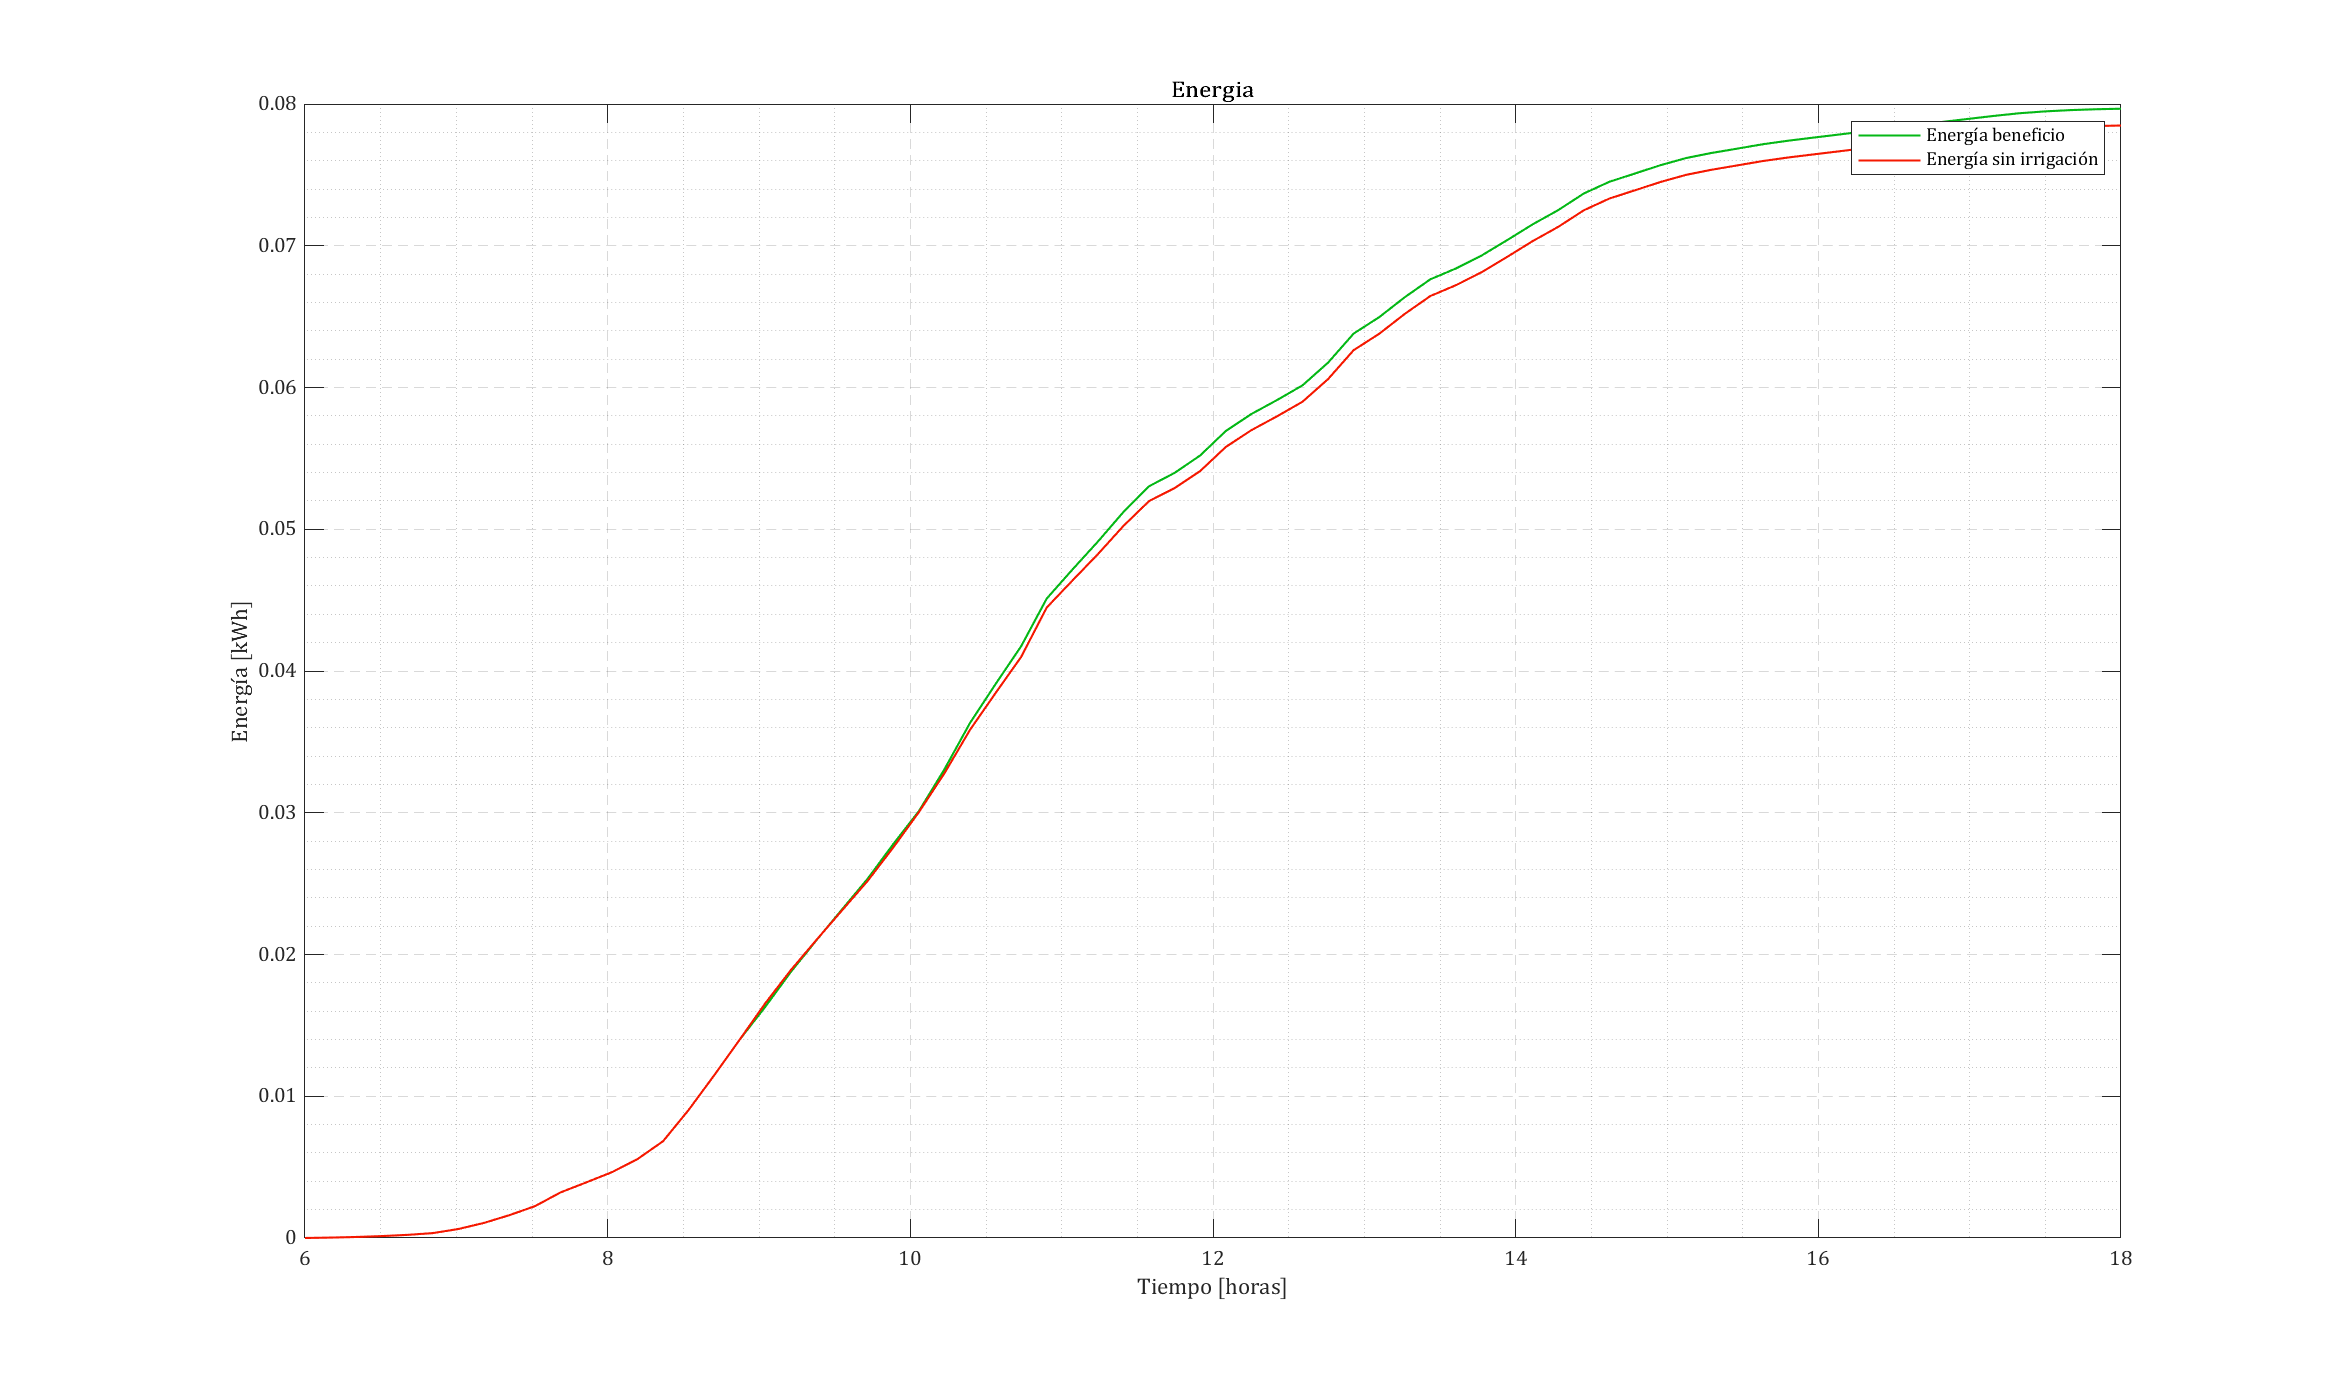 Energia
0.08
0.07
0.06
0.05
0.04
0.03
0.02
0.01
0
Energía [kWh]
Energía beneficio
Energía sin irrigación
6 8 10 12 14 16 18
Tiempo [horas]